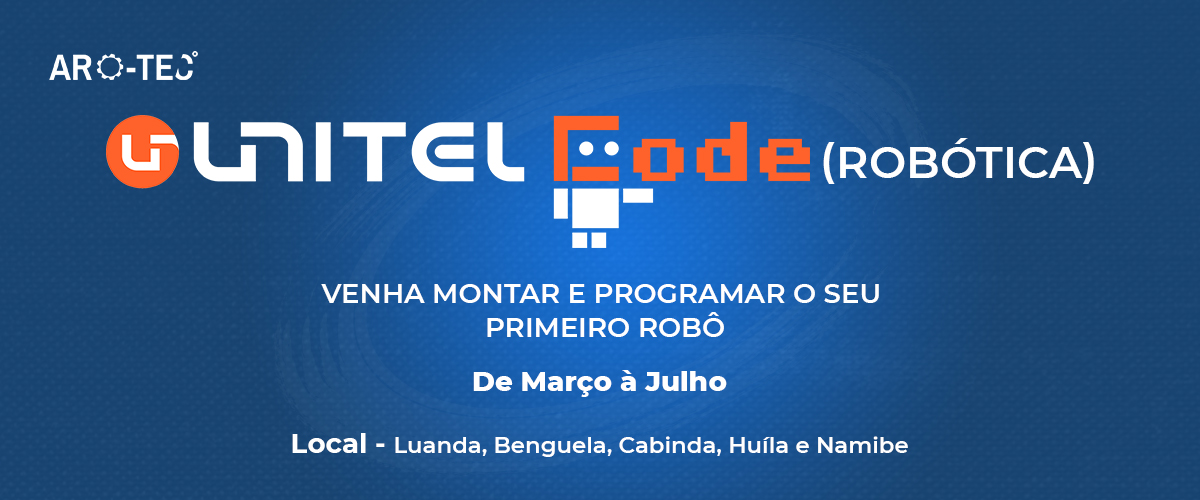 ARO-TEC
UNITEL Code (ROBÓTICA)
VENHA MONTAR E PROGRAMAR O SEU
PRIMEIRO ROBÔ
De Março à Julho
Local - Luanda, Benguela, Cabinda, Huíla e Namibe